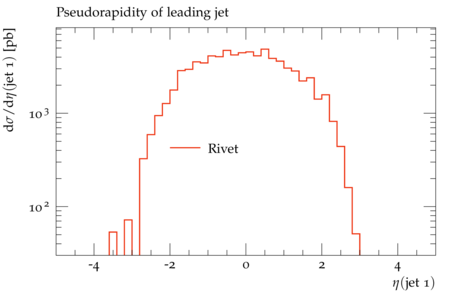 Pseudorapidity of leading jet
dσ/dη(jet 1) [pb]
10³
10²
Rivet
-4 -2 0 2 4
η(jet 1)